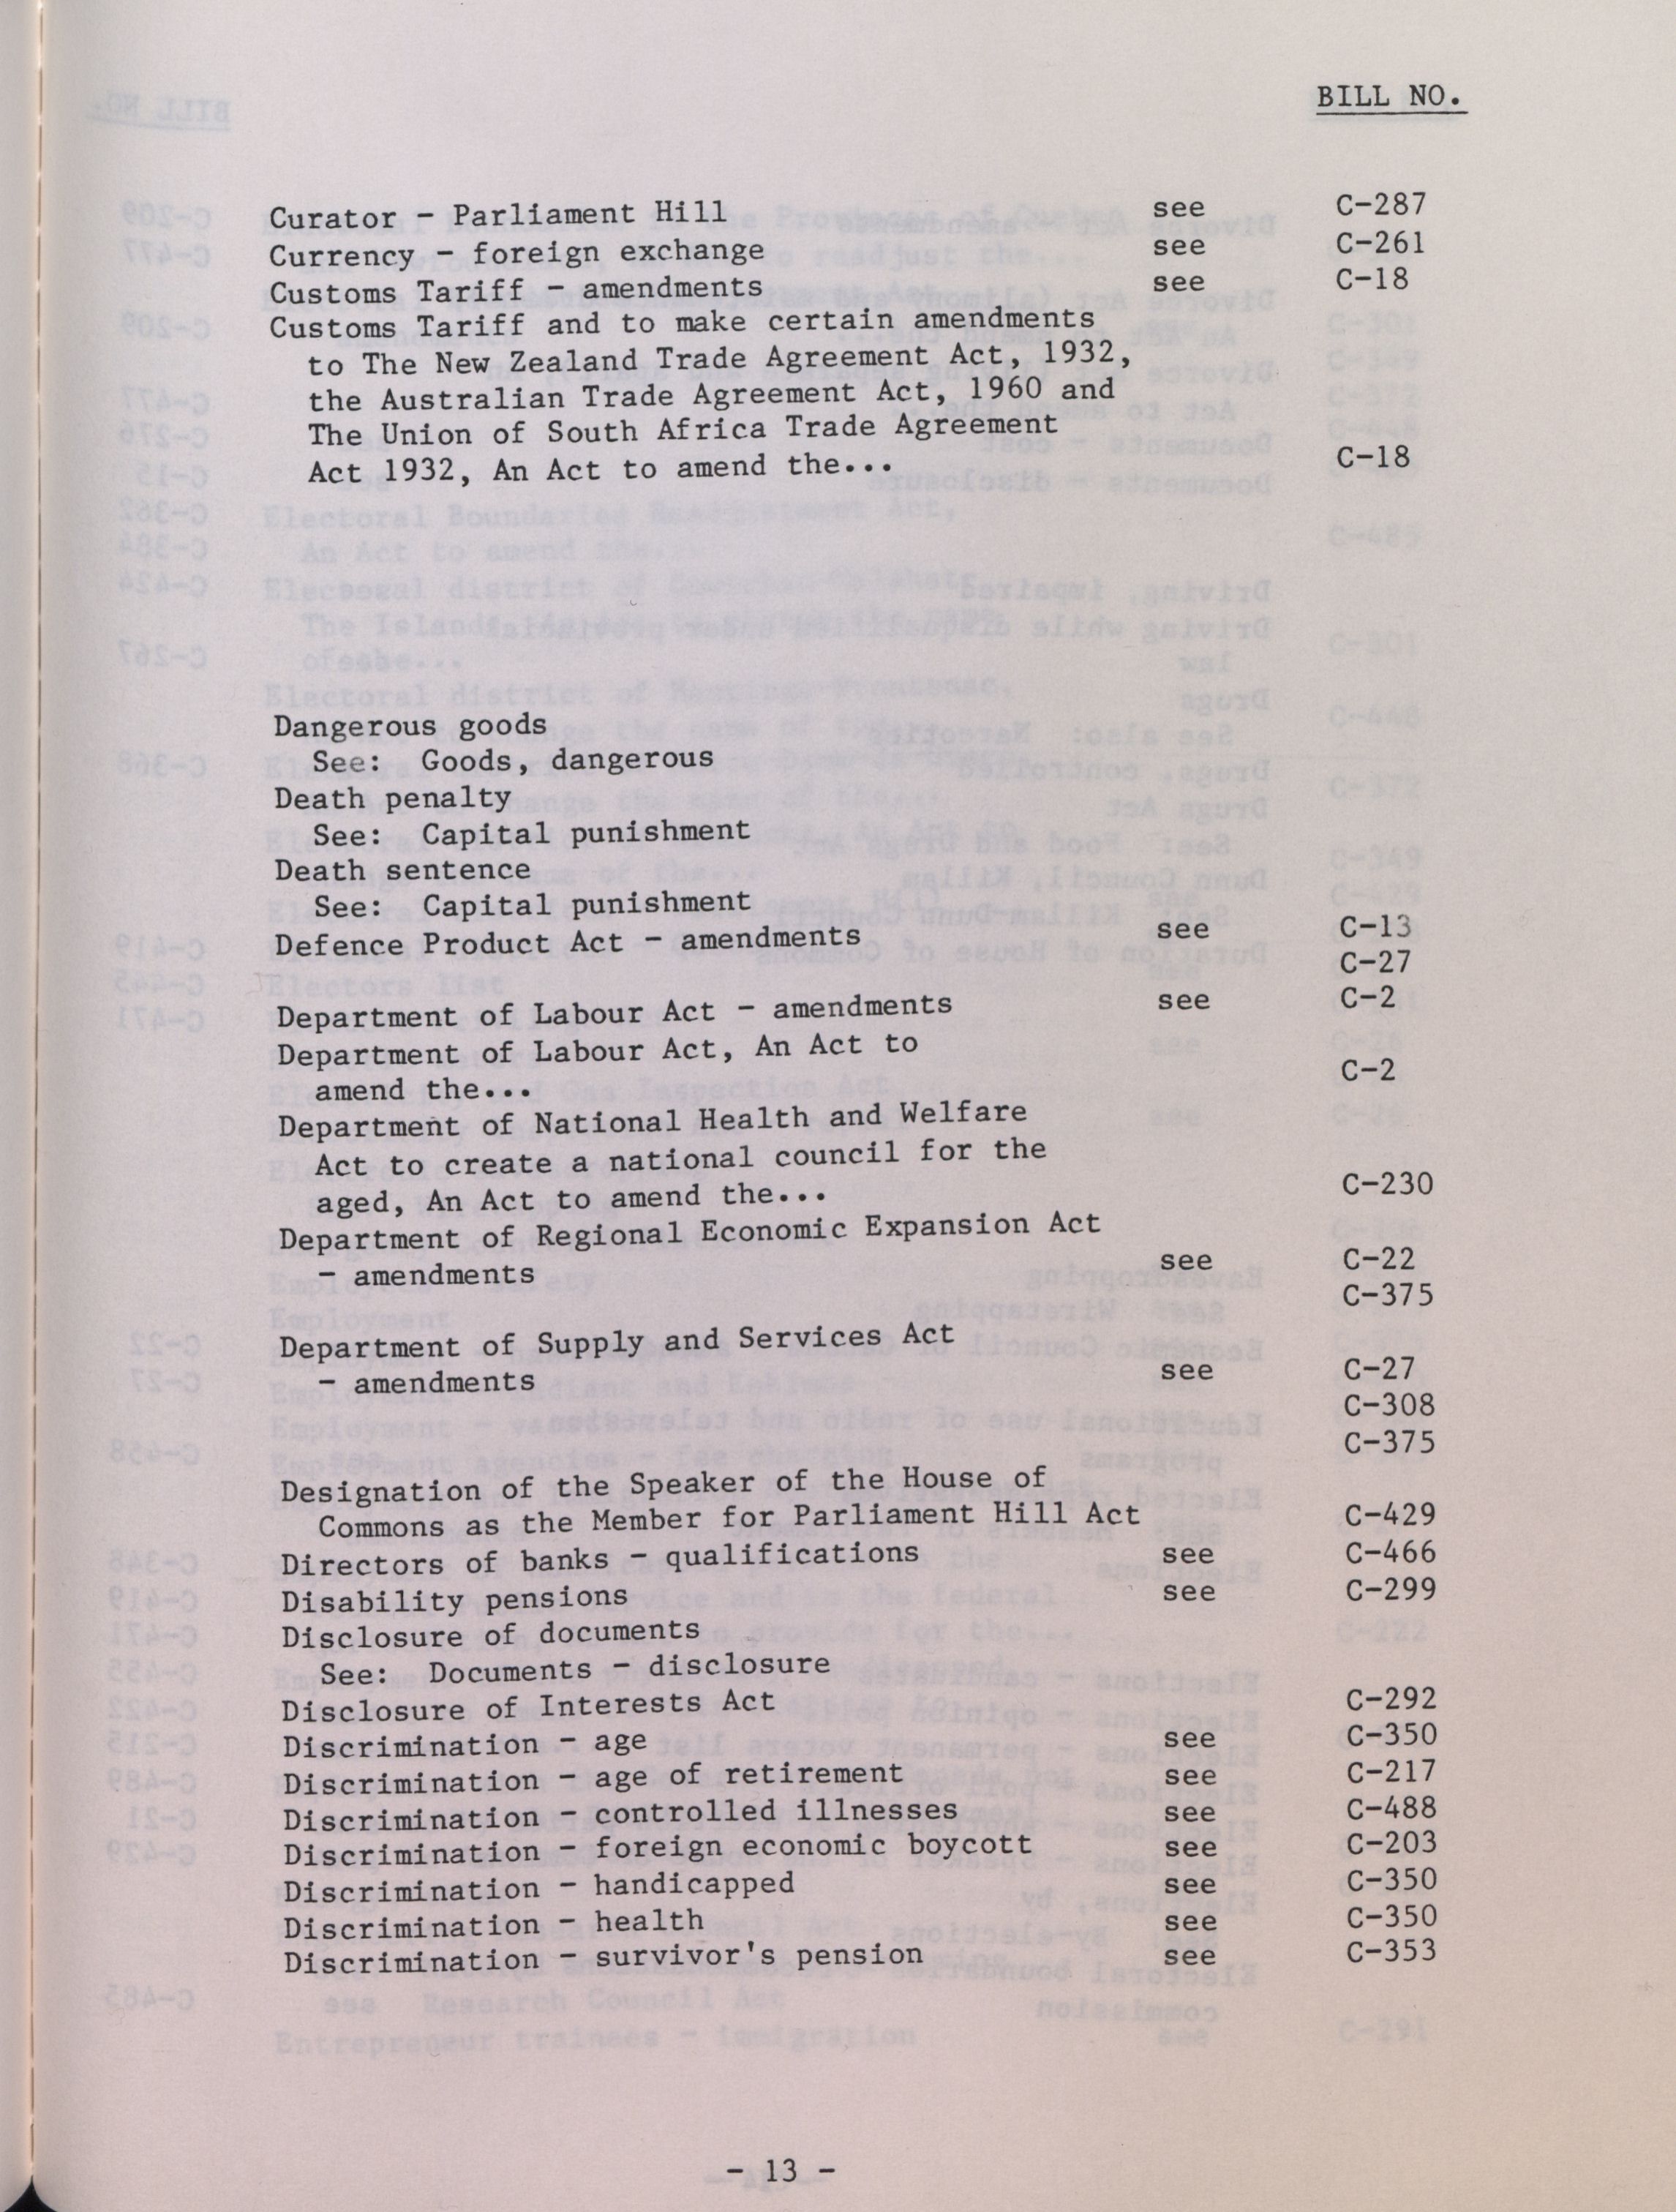 BILL NO.
Curator - Parliament Hill see C-287
Currency - foreign exchange see C-261
Customs Tariff - amendments see C-18
Customs Tariff and to make certain amendments
to The New Zealand Trade Agreement Act, 1932,
the Australian Trade Agreement Act, 1960 and
The Union of South Africa Trade Agreement
Act 1932, An Act to amend the... C-18
Dangerous goods
See: Goods, dangerous
Death penalty
See: Capital punishment
Death sentence
See: Capital punishment
Defence Product Act - amendments see C-13
C-27
Department of Labour Act - amendments see C-2
Department of Labour Act, An Act to
amend the... C-2
Department of National Health and Welfare
Act to create a national council for the
aged, An Act to amend the... C-230
Department of Regional Economic Expansion Act
- amendments see C-22
C-375
Department of Supply and Services Act
- amendments see C-27
C-308
C-375
Designation of the Speaker of the House of
Commons as the Member for Parliament Hill Act C-429
Directors of banks - qualifications see C-466
Disability pensions see C-299
Disclosure of documents
See: Documents - disclosure
Disclosure of Interests Act C-292
Discrimination - age see C-350
Discrimination - age of retirement see C-217
Discrimination - controlled illnesses see C-488
Discrimination - foreign economic boycott see C-203
Discrimination - handicapped see C-350
Discrimination - health see C-350
Discrimination - survivor's pension see C-353
- 13 -